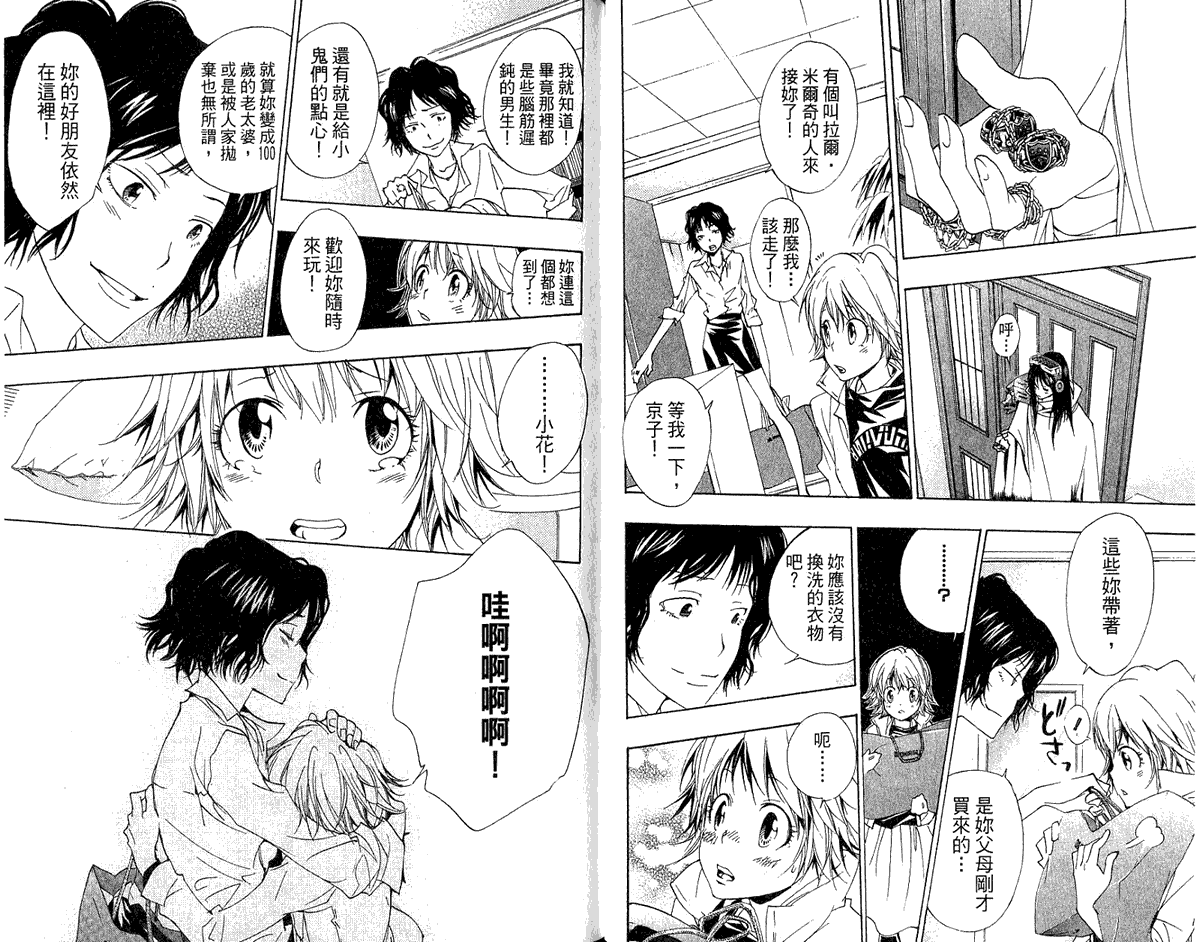 呼…
有個叫拉爾．
米爾奇的人來
接妳了！
那麼我…
該走了！
等我一下，
京子！
這些妳帶著，
どさっ
！
是妳父母剛才
買來的…
………？
妳應該沒有
換洗的衣物
吧？
呃……
我就知道！
畢竟那裡都
是些腦筋遲
鈍的男生！
還有就是給小
鬼們的點心！
妳連這
個都想
到了…
歡迎妳隨時
來玩！
就算妳變成100
歲的老太婆，
或是被人家拋
棄也無所謂，
妳的好朋友依然
在這裡！
………小花！
哇啊啊啊啊！